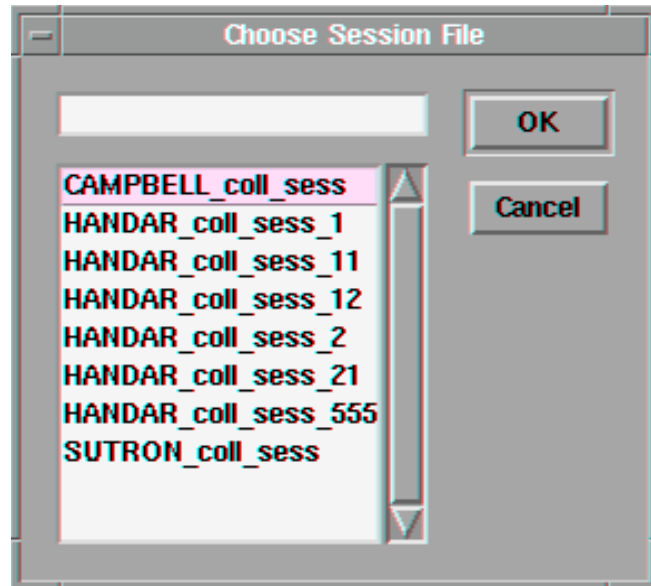 Choose Session File
OK
Cancel
CAMPBELL_coll_sess
HANDAR_coll_sess_1
HANDAR_coll_sess_11
HANDAR_coll_sess_12
HANDAR_coll_sess_2
HANDAR_coll_sess_21
HANDAR_coll_sess_555
SUTRON_coll_sess